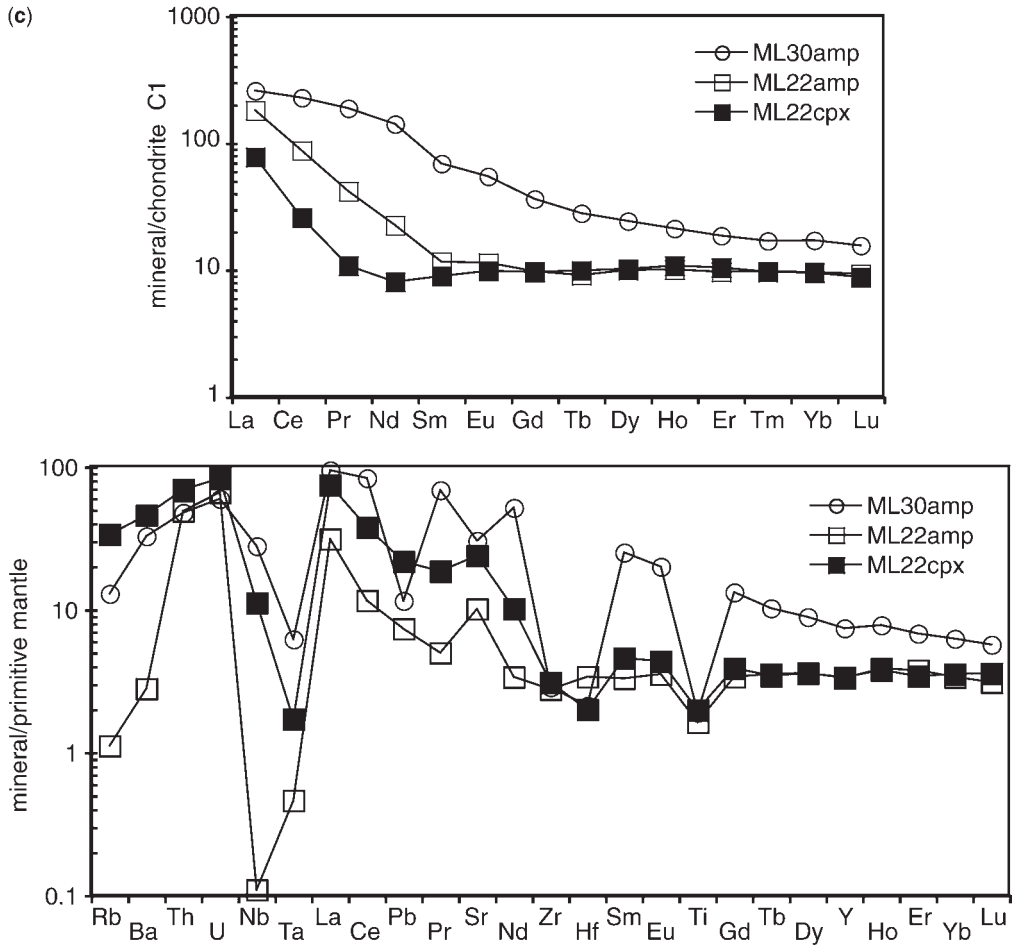 (c)
1000
100
10
1
mineral/chondrite C1
ML30amp
ML22amp
ML22cpx
La Ce Pr Nd Sm Eu Gd Tb Dy Ho Er Tm Yb Lu
100
10
1
0.1
mineral/primitive mantle
ML30amp
ML22amp
ML22cpx
Rb Ba Th U Nb Ta La Ce Pb Pr Sr Nd Zr Hf Sm Eu Ti Gd Tb Dy Y Ho Er Yb Lu